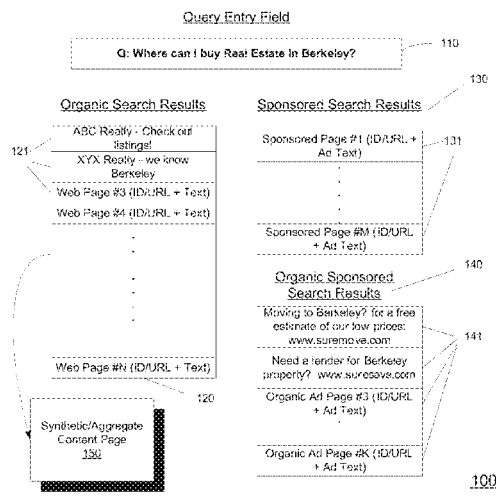 Query Entry Field
Q: Where can I buy Real Estate in Berkeley?
110
Organic Search Results
ABC Realty - Check out
listings!
XYX Realty - we know
Berkeley
Web Page #3 (ID/URL + Text)
Web Page #4 (ID/URL + Text)
Web Page #N (ID/URL + Text)
121
120
Synthetic/Aggregate
Content Page
150
Sponsored Search Results
130
Sponsored Page #1 (ID/URL +
Ad Text)
131
Sponsored Page #M (ID/URL
+ Ad Text)
Organic Sponsored
Search Results
140
Moving to Berkeley? for a free
estimate of our low prices:
www.suremove.com
141
Need a lender for Berkeley
property? www.suresave.com
Organic Ad Page #3 (ID/URL
+ Ad Text)
Organic Ad Page #K (ID/URL
+ Ad Text)
100